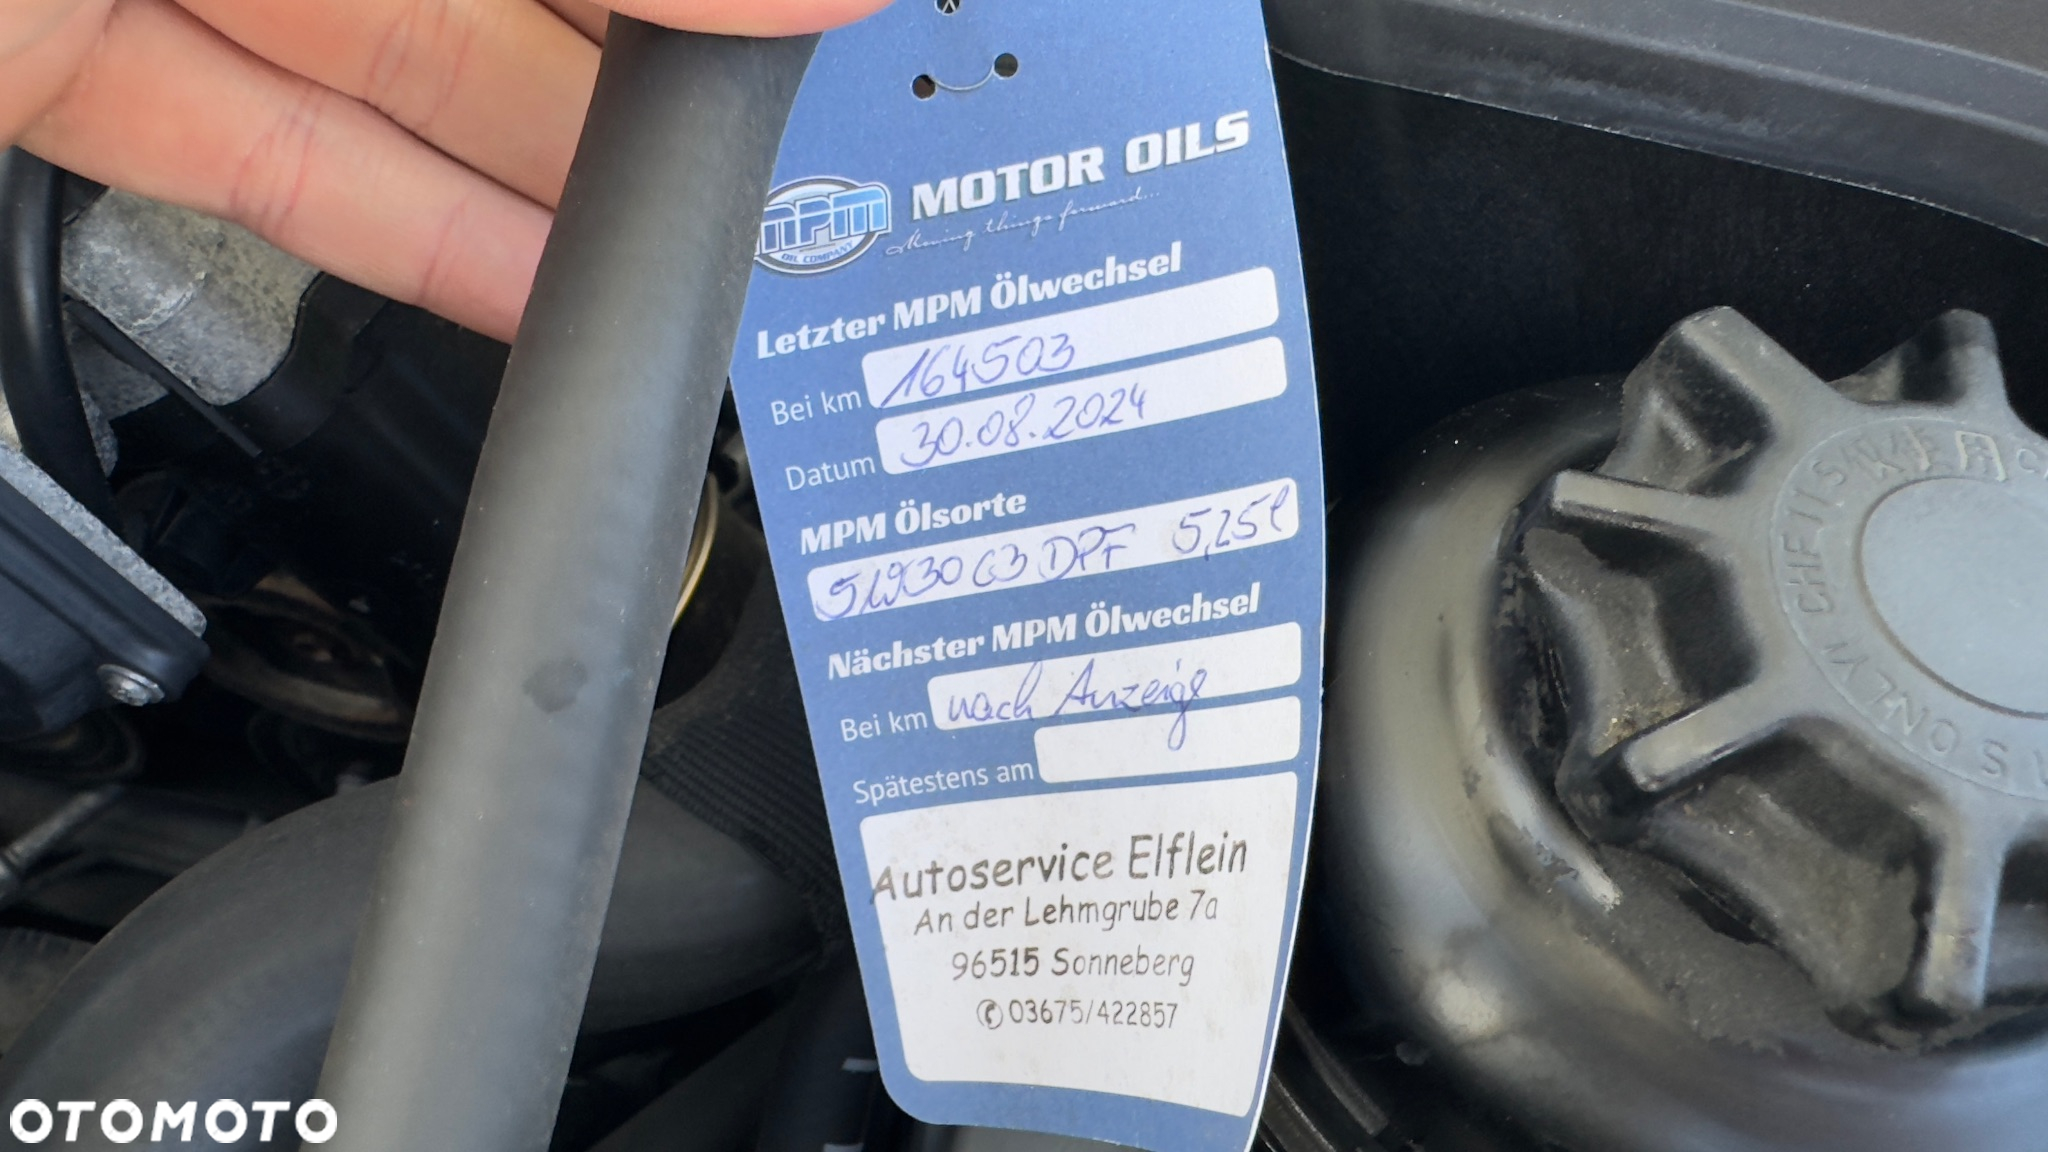 MOTOR OILS
MPM
OIL COMPANY
Moving things forward...
Letzter MPM Ölwechsel
Bei km 164503
Datum 30.08.2024
MPM Ölsorte
5W30 C3 DPF 5,25l
Nächster MPM Ölwechsel
Bei km nach Anzeige
Spätestens am
Autoservice Elflein
An der Lehmgrube 7a
96515 Sonneberg
✆ 03675/422857
ONLY! CHF11S
OTOMOTO